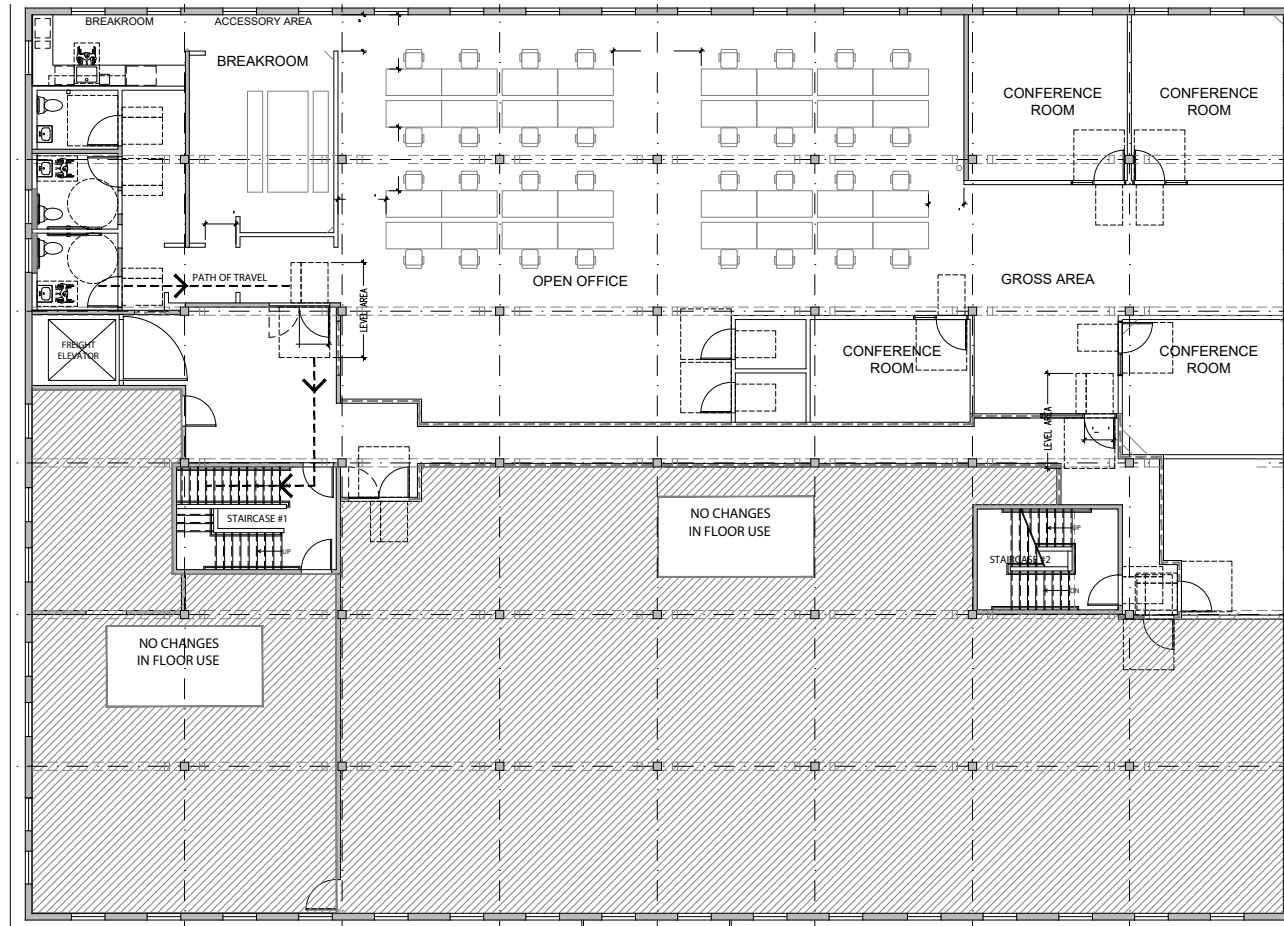 BREAKROOM
ACCESSORY AREA
BREAKROOM
CONFERENCE
ROOM
CONFERENCE
ROOM
PATH OF TRAVEL
OPEN OFFICE
GROSS AREA
LEVEL AREA
FREIGHT
ELEVATOR
CONFERENCE
ROOM
CONFERENCE
ROOM
LEVEL AREA
STAIRCASE #1
UP
NO CHANGES
IN FLOOR USE
UP
STAIRCASE #2
DN
NO CHANGES
IN FLOOR USE